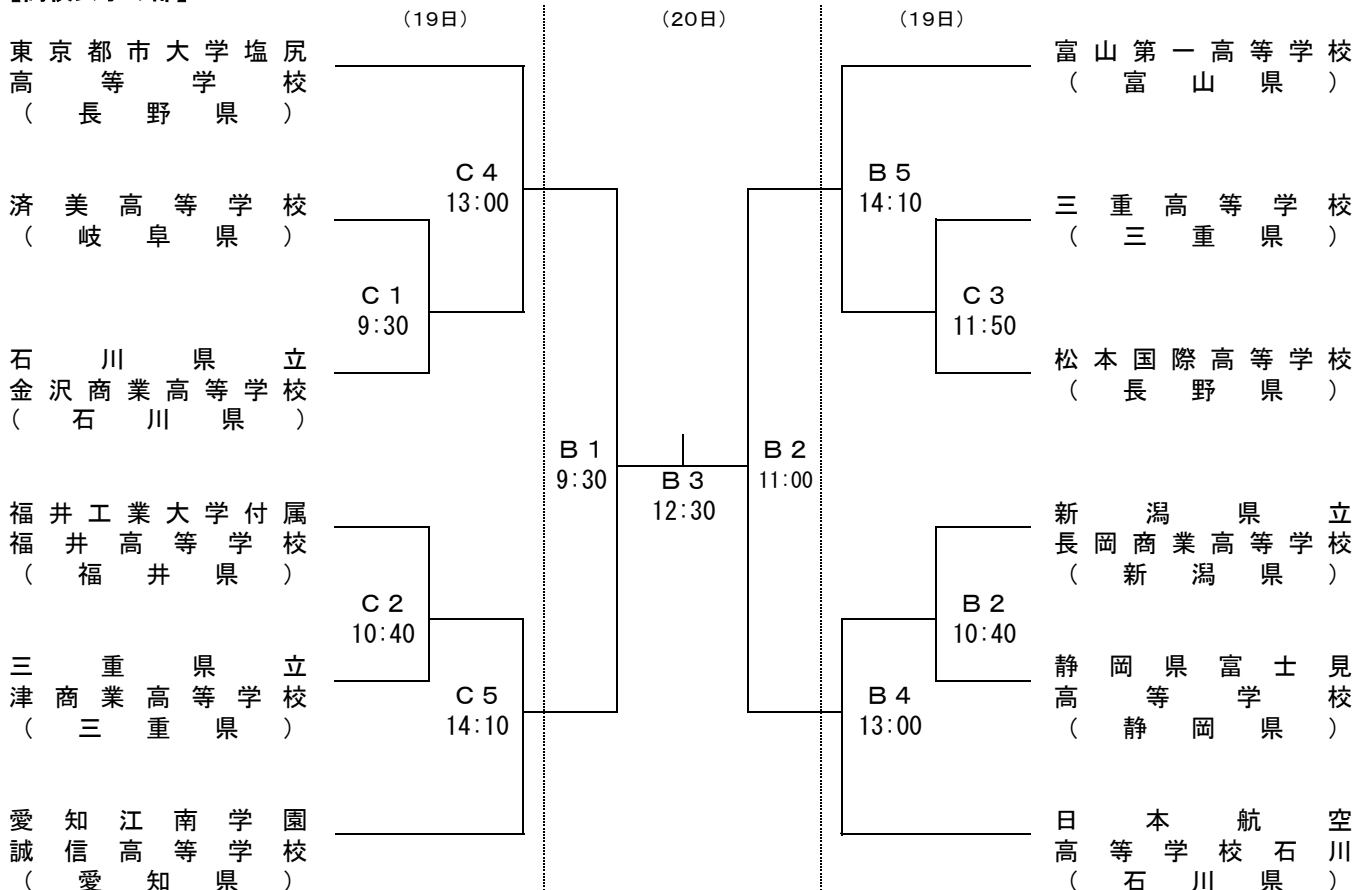 （19日）
（20日）
（19日）
東京都市大学塩尻
高等学校
（長野県）
済美高等学校
（岐阜県）
石川県立
金沢商業高等学校
（石川県）
福井工業大学付属
福井高等学校
（福井県）
三重県立
津商業高等学校
（三重県）
愛知江南学園
誠信高等学校
（愛知県）
C4
13:00
C1
9:30
C2
10:40
C5
14:10
B1
9:30
B3
12:30
B2
11:00
B5
14:10
C3
11:50
B2
10:40
B4
13:00
富山第一高等学校
（富山県）
三重高等学校
（三重県）
松本国際高等学校
（長野県）
新潟県立
長岡商業高等学校
（新潟県）
静岡県富士見
高等学校
（静岡県）
日本航空
高等学校石川
（石川県）